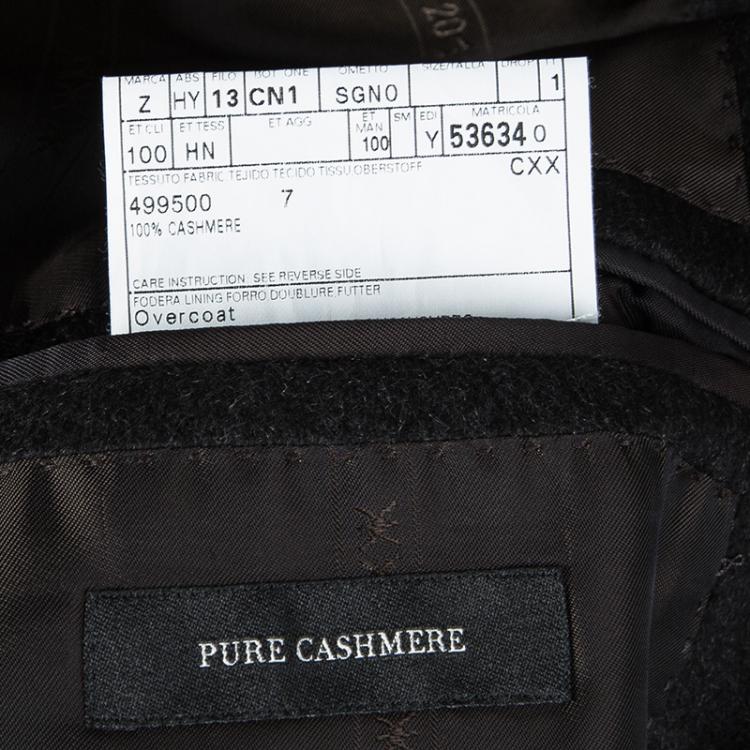 20
MARCA ABS FILO BOT ONE OMETTO SIZE/TALLA DROP
Z HY 13 CN1 SGN0 1
ET CLI ET TESS ET AGG ET MAN SM EDI MATRICOLA
100 HN 100 Y 53634 0
TESSUTO FABRIC TEJIDO TECIDO TISSU.OBERSTOFF CXX
499500 7
100% CASHMERE
CARE INSTRUCTION SEE REVERSE SIDE
FODERA LINING FORRO DOUBLURE,FUTTER
Overcoat
PURE CASHMERE